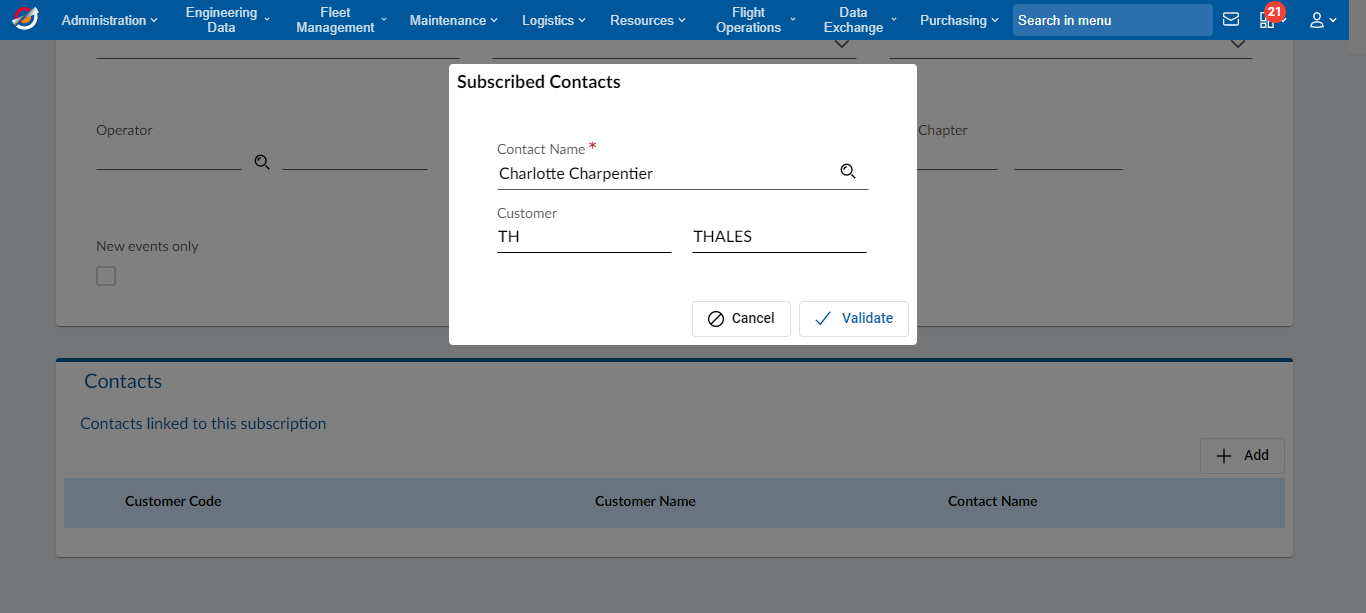 Administration
Engineering
Data
Fleet
Management
Maintenance
Logistics
Resources
Flight
Operations
Data
Exchange
Purchasing
Search in menu
21
Subscribed Contacts
Operator
Chapter
Contact Name *
Charlotte Charpentier
Customer
TH THALES
New events only
Cancel
Validate
Contacts
Contacts linked to this subscription
Add
Customer Code Customer Name Contact Name